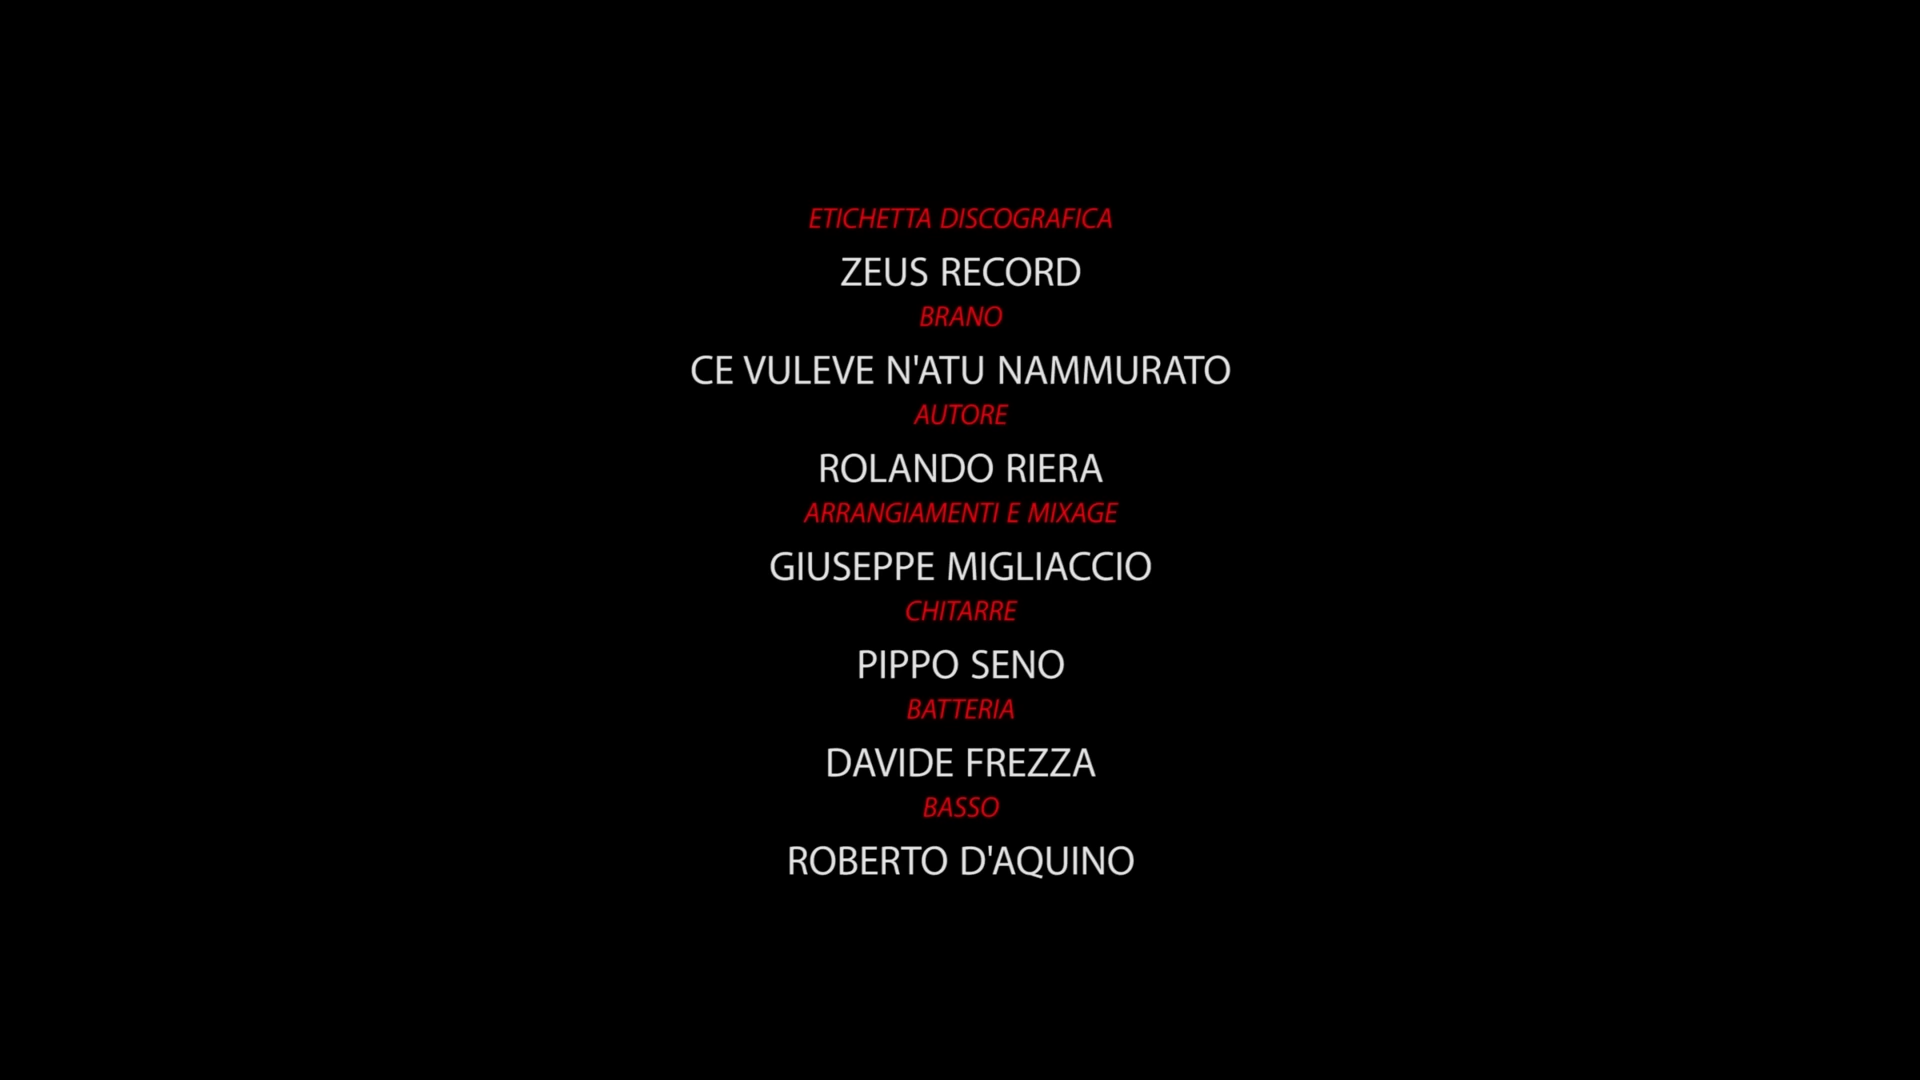 ETICHETTA DISCOGRAFICA
ZEUS RECORD
BRANO
CE VULEVE N'ATU NAMMURATO
AUTORE
ROLANDO RIERA
ARRANGIAMENTI E MIXAGE
GIUSEPPE MIGLIACCIO
CHITARRE
PIPPO SENO
BATTERIA
DAVIDE FREZZA
BASSO
ROBERTO D'AQUINO